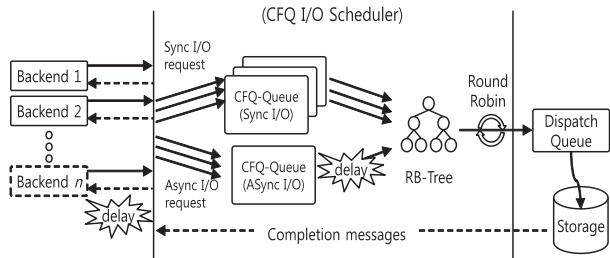 (CFQ I/O Scheduler)
Sync I/O
request
Backend 1
Backend 2
Backend n
delay
CFQ-Queue
(Sync I/O)
CFQ-Queue
(ASync I/O)
Async I/O
request
delay
RB-Tree
Round
Robin
Dispatch
Queue
Storage
Completion messages